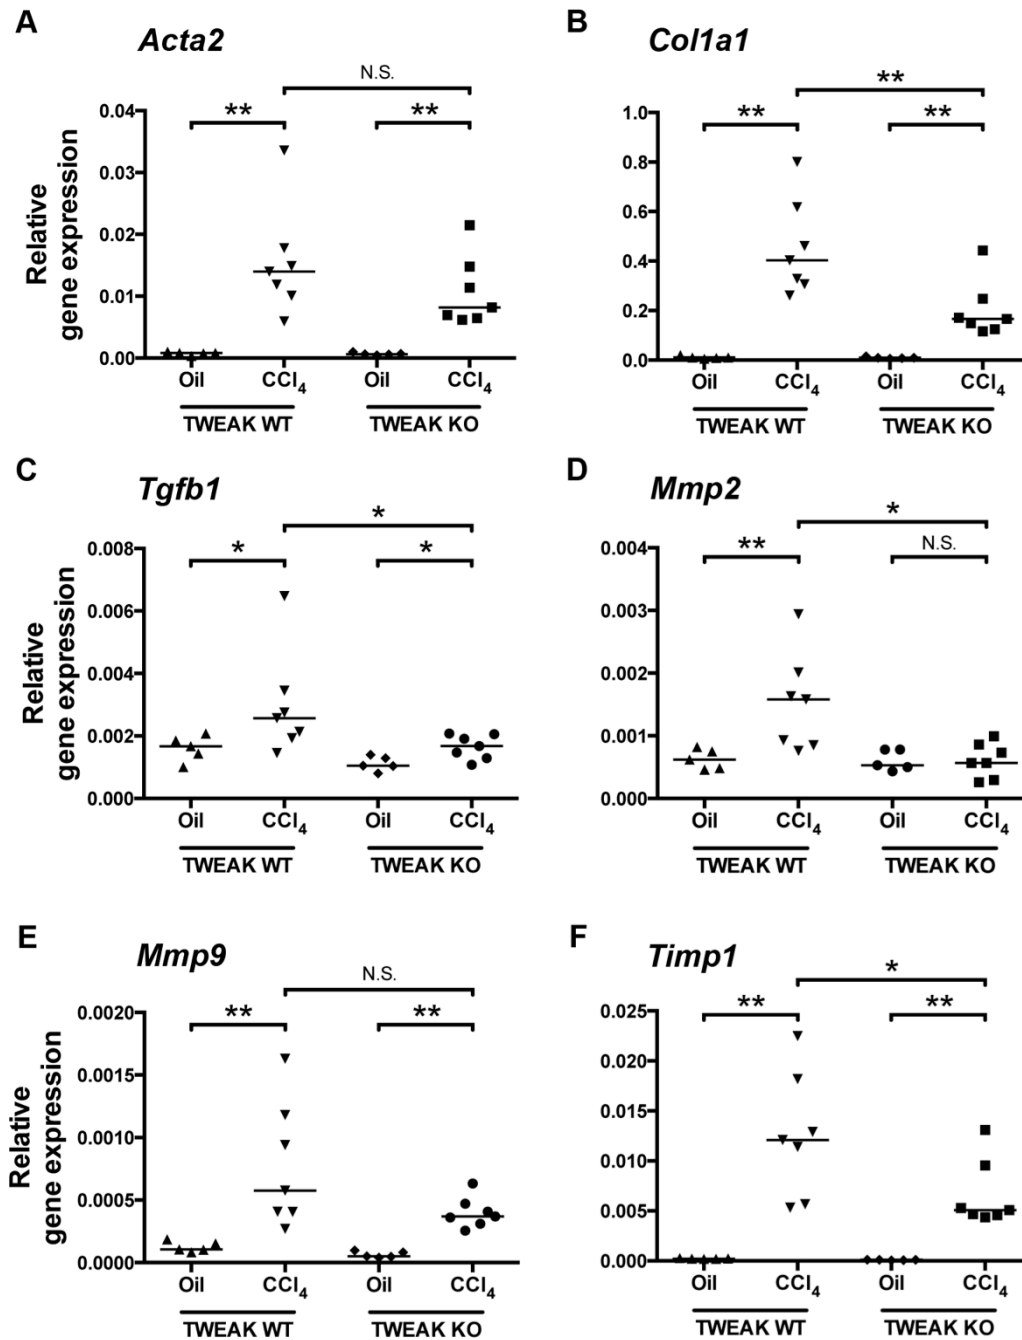 A
Acta2
N.S.
**
**
Relative
gene expression
0.04
0.03
0.02
0.01
0.00
Oil
CCl4
Oil
CCl4
TWEAK WT
TWEAK KO
B
Col1a1
**
**
**
1.0
0.8
0.6
0.4
0.2
0.0
Oil
CCl4
Oil
CCl4
TWEAK WT
TWEAK KO
C
Tgfb1
*
*
*
Relative
gene expression
0.008
0.006
0.004
0.002
0.000
Oil
CCl4
Oil
CCl4
TWEAK WT
TWEAK KO
D
Mmp2
*
**
N.S.
0.004
0.003
0.002
0.001
0.000
Oil
CCl4
Oil
CCl4
TWEAK WT
TWEAK KO
E
Mmp9
N.S.
**
**
Relative
gene expression
0.0020
0.0015
0.0010
0.0005
0.0000
Oil
CCl4
Oil
CCl4
TWEAK WT
TWEAK KO
F
Timp1
*
**
**
0.025
0.020
0.015
0.010
0.005
0.000
Oil
CCl4
Oil
CCl4
TWEAK WT
TWEAK KO